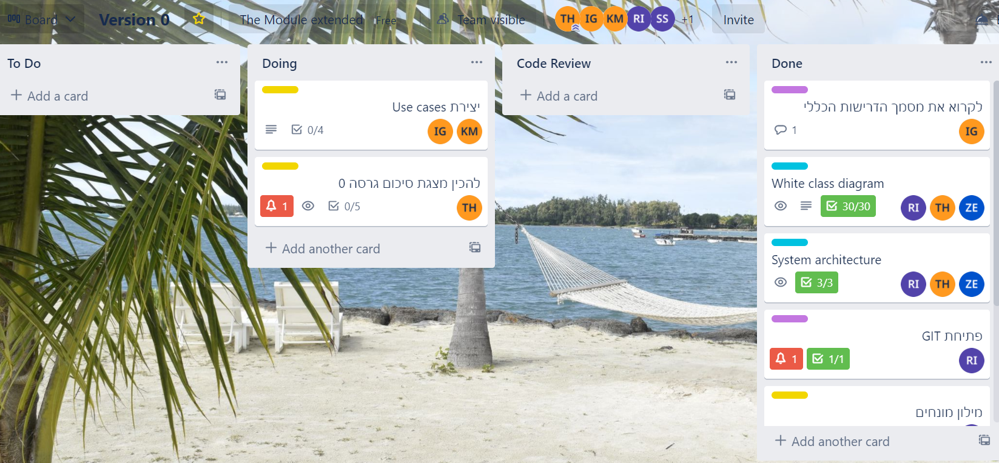 Board
Version 0
The Module extended Free
Team visible
TH IG KM RI SS +1
Invite
To Do
Add a card
Doing
יצירת Use cases
0/4
IG KM
להכין מצגת סיכום גרסה 0
1 0/5
TH
Add another card
Code Review
Add a card
Done
לקרוא את מסמך הדרישות הכללי
1
IG
White class diagram
30/30
RI TH ZE
System architecture
3/3
RI TH ZE
פתיחת GIT
1 1/1
RI
מילון מונחים
Add another card